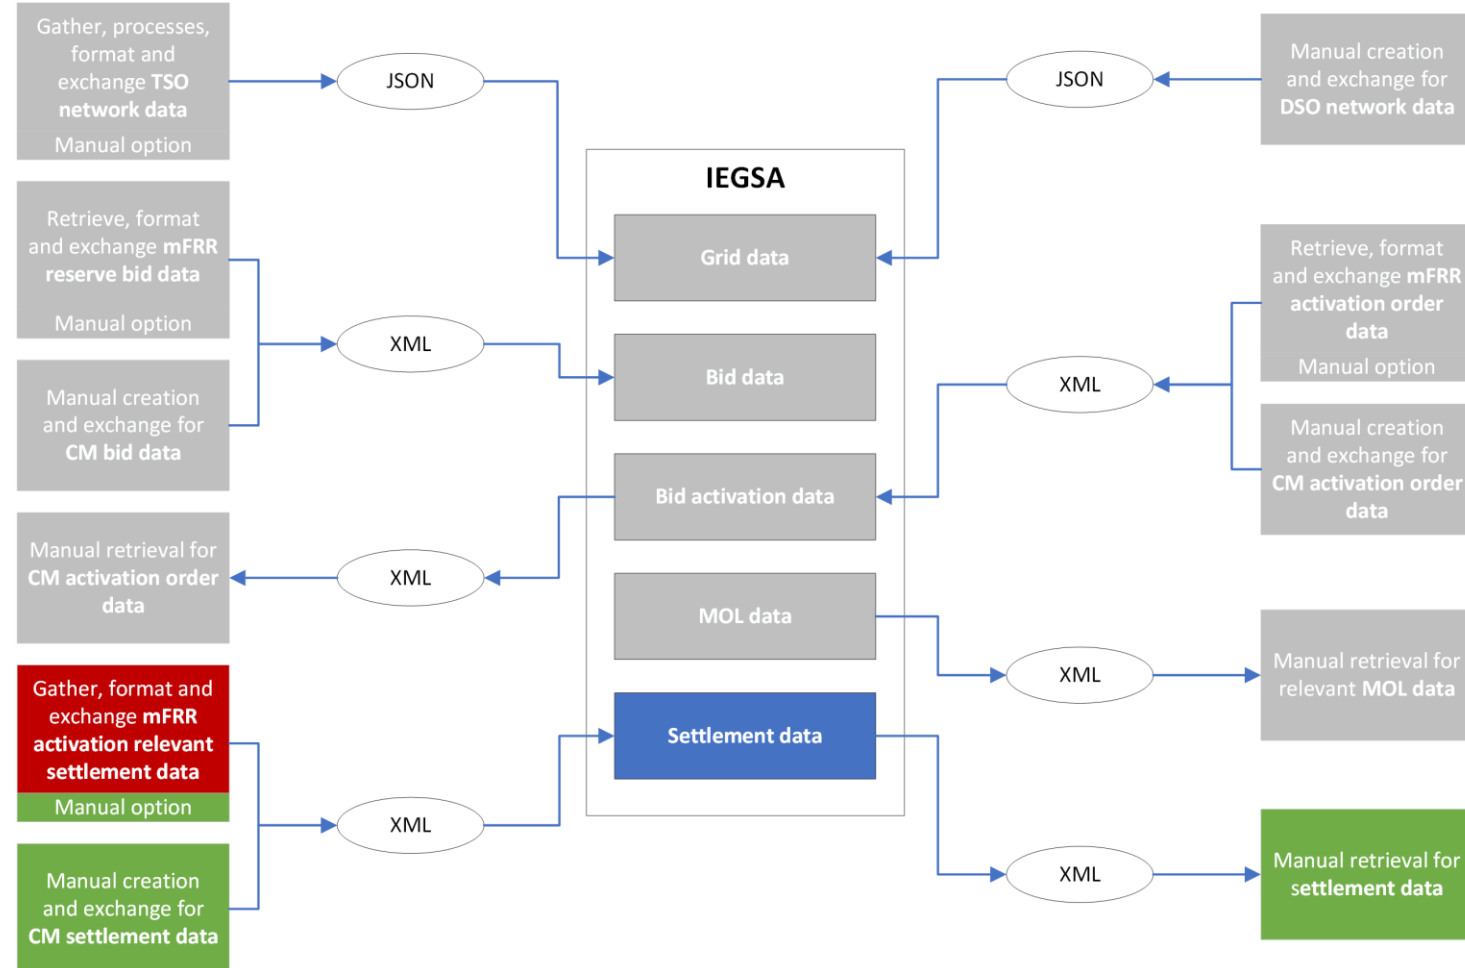 Gather, processes,
format and
exchange TSO
network data
Manual option
JSON
JSON
Manual creation
and exchange for
DSO network data
IEGSA
Retrieve, format
and exchange mFRR
reserve bid data
Manual option
Grid data
Retrieve, format
and exchange mFRR
activation order
data
Manual option
XML
Bid data
XML
Manual creation
and exchange for
CM bid data
Manual creation
and exchange for
CM activation order
data
Bid activation data
Manual retrieval for
CM activation order
data
XML
MOL data
XML
Manual retrieval for
relevant MOL data
Gather, format and
exchange mFRR
activation relevant
settlement data
Manual option
Settlement data
XML
XML
Manual retrieval for
settlement data
Manual creation
and exchange for
CM settlement data